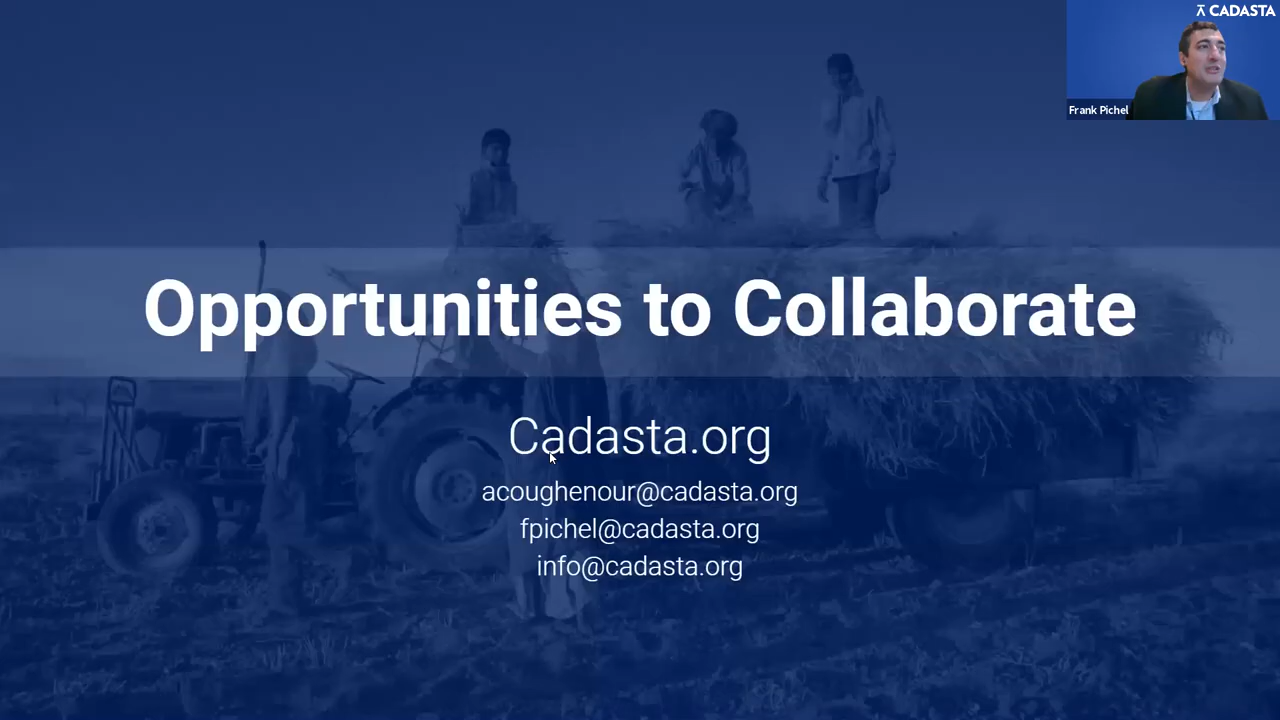 CADASTA
Frank Pichel
Opportunities to Collaborate
Cadasta.org
acoughenour@cadasta.org
fpichel@cadasta.org
info@cadasta.org